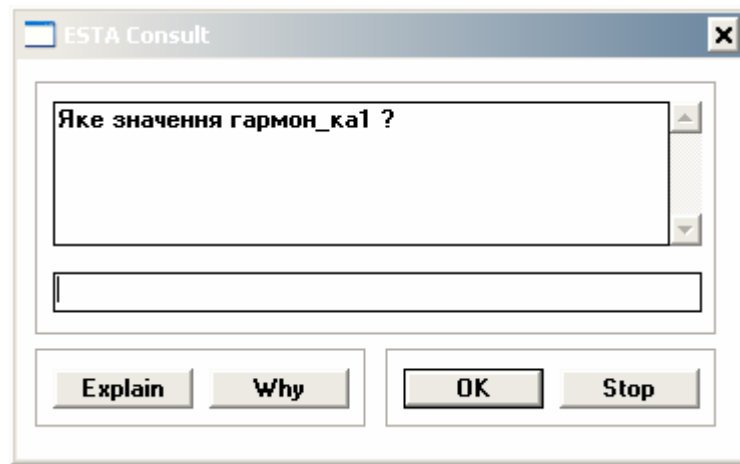 ESTA Consult
Яке значення гармон_ка1 ?
Explain
Why
OK
Stop